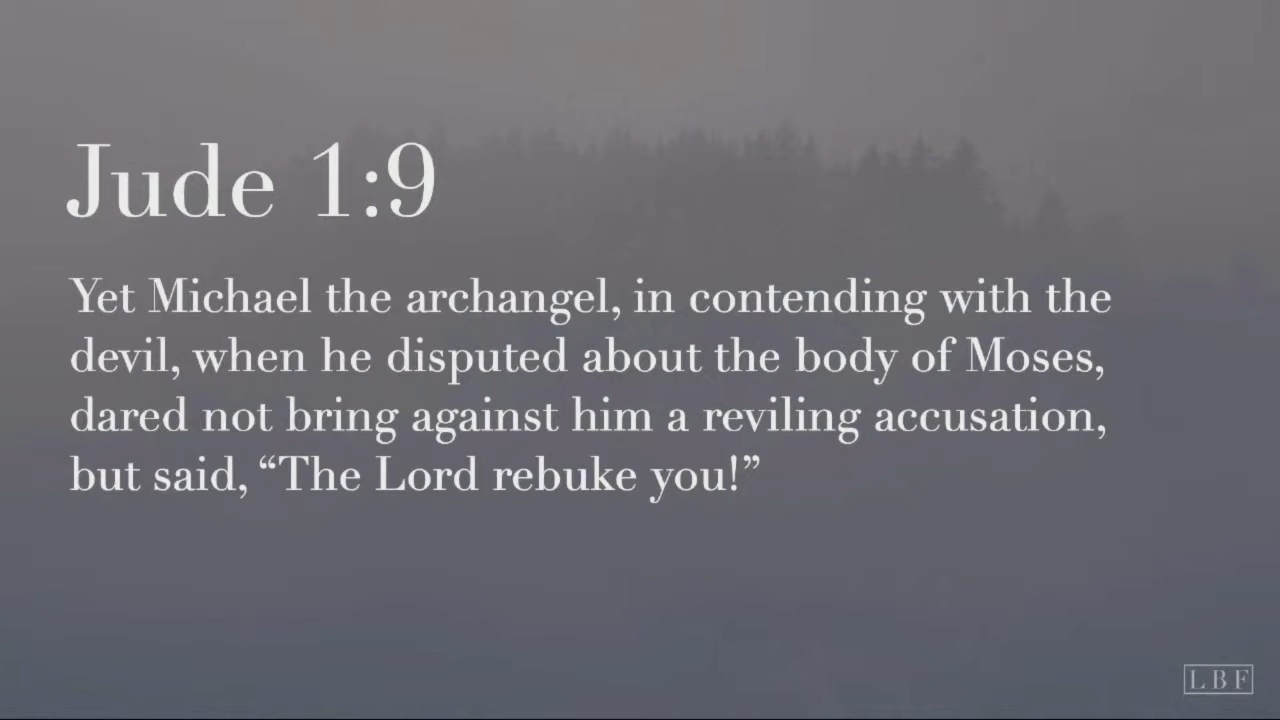 Jude 1:9
Yet Michael the archangel, in contending with the
devil, when he disputed about the body of Moses,
dared not bring against him a reviling accusation,
but said, “The Lord rebuke you!”
LBF